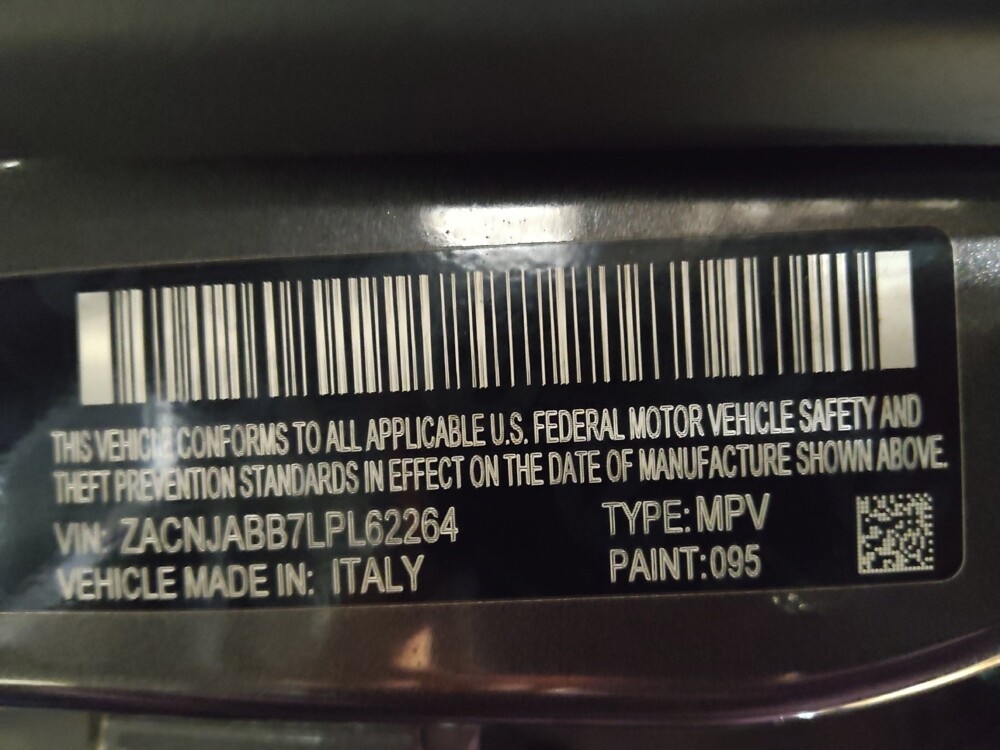 THIS VEHICLE CONFORMS TO ALL APPLICABLE U.S. FEDERAL MOTOR VEHICLE SAFETY AND
THEFT PREVENTION STANDARDS IN EFFECT ON THE DATE OF MANUFACTURE SHOWN ABOVE.
VIN: ZACNJABB7LPL62264 TYPE: MPV
VEHICLE MADE IN: ITALY PAINT: 095